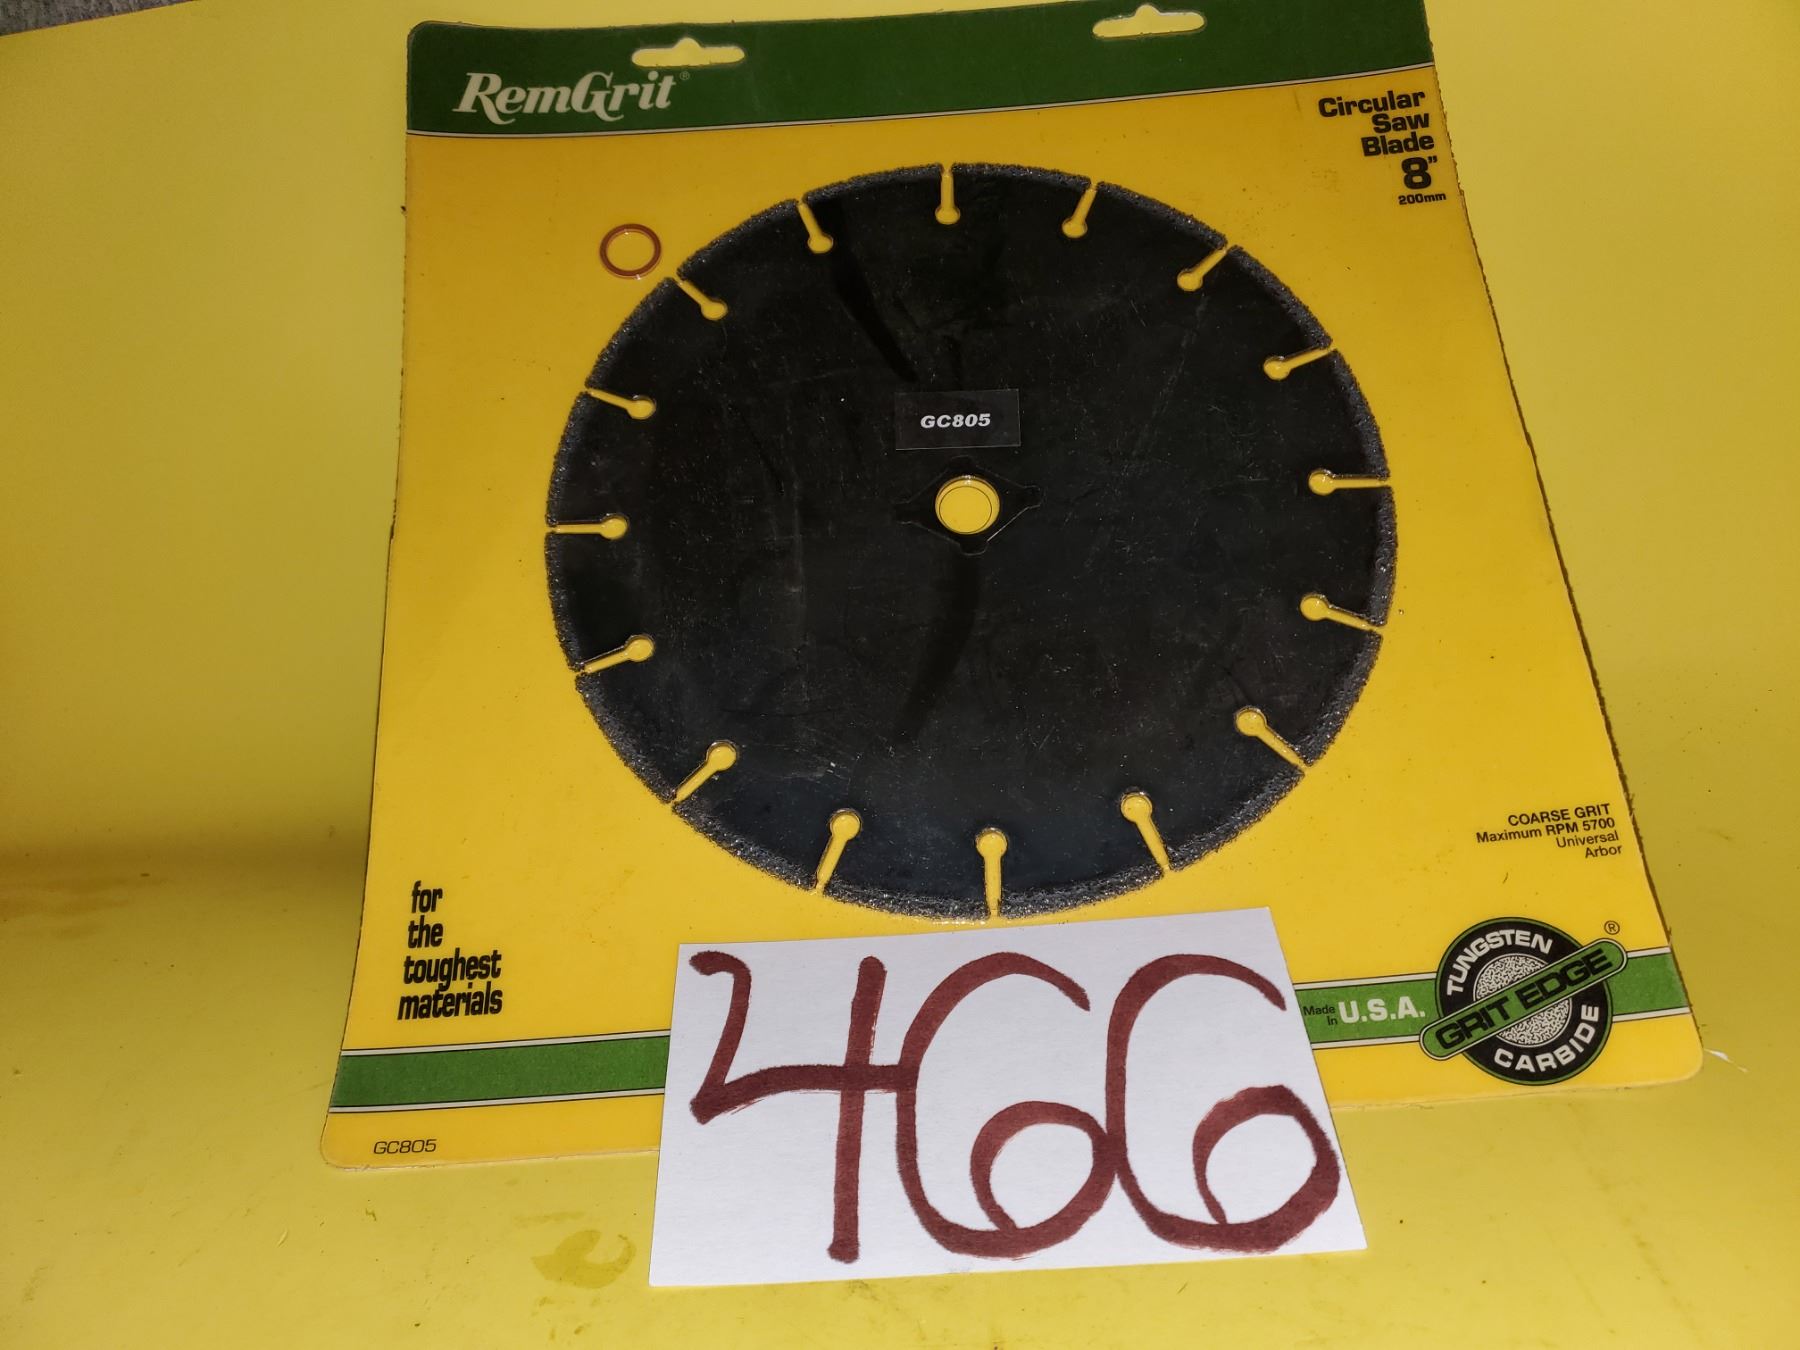 RemGrit®
Circular
Saw
Blade
8"
200mm
GC805
COARSE GRIT
Maximum RPM 5700
Universal
Arbor
for
the
toughest
materials
Made
In
U.S.A.
TUNGSTEN
GRIT EDGE
CARBIDE
®
GC805
466